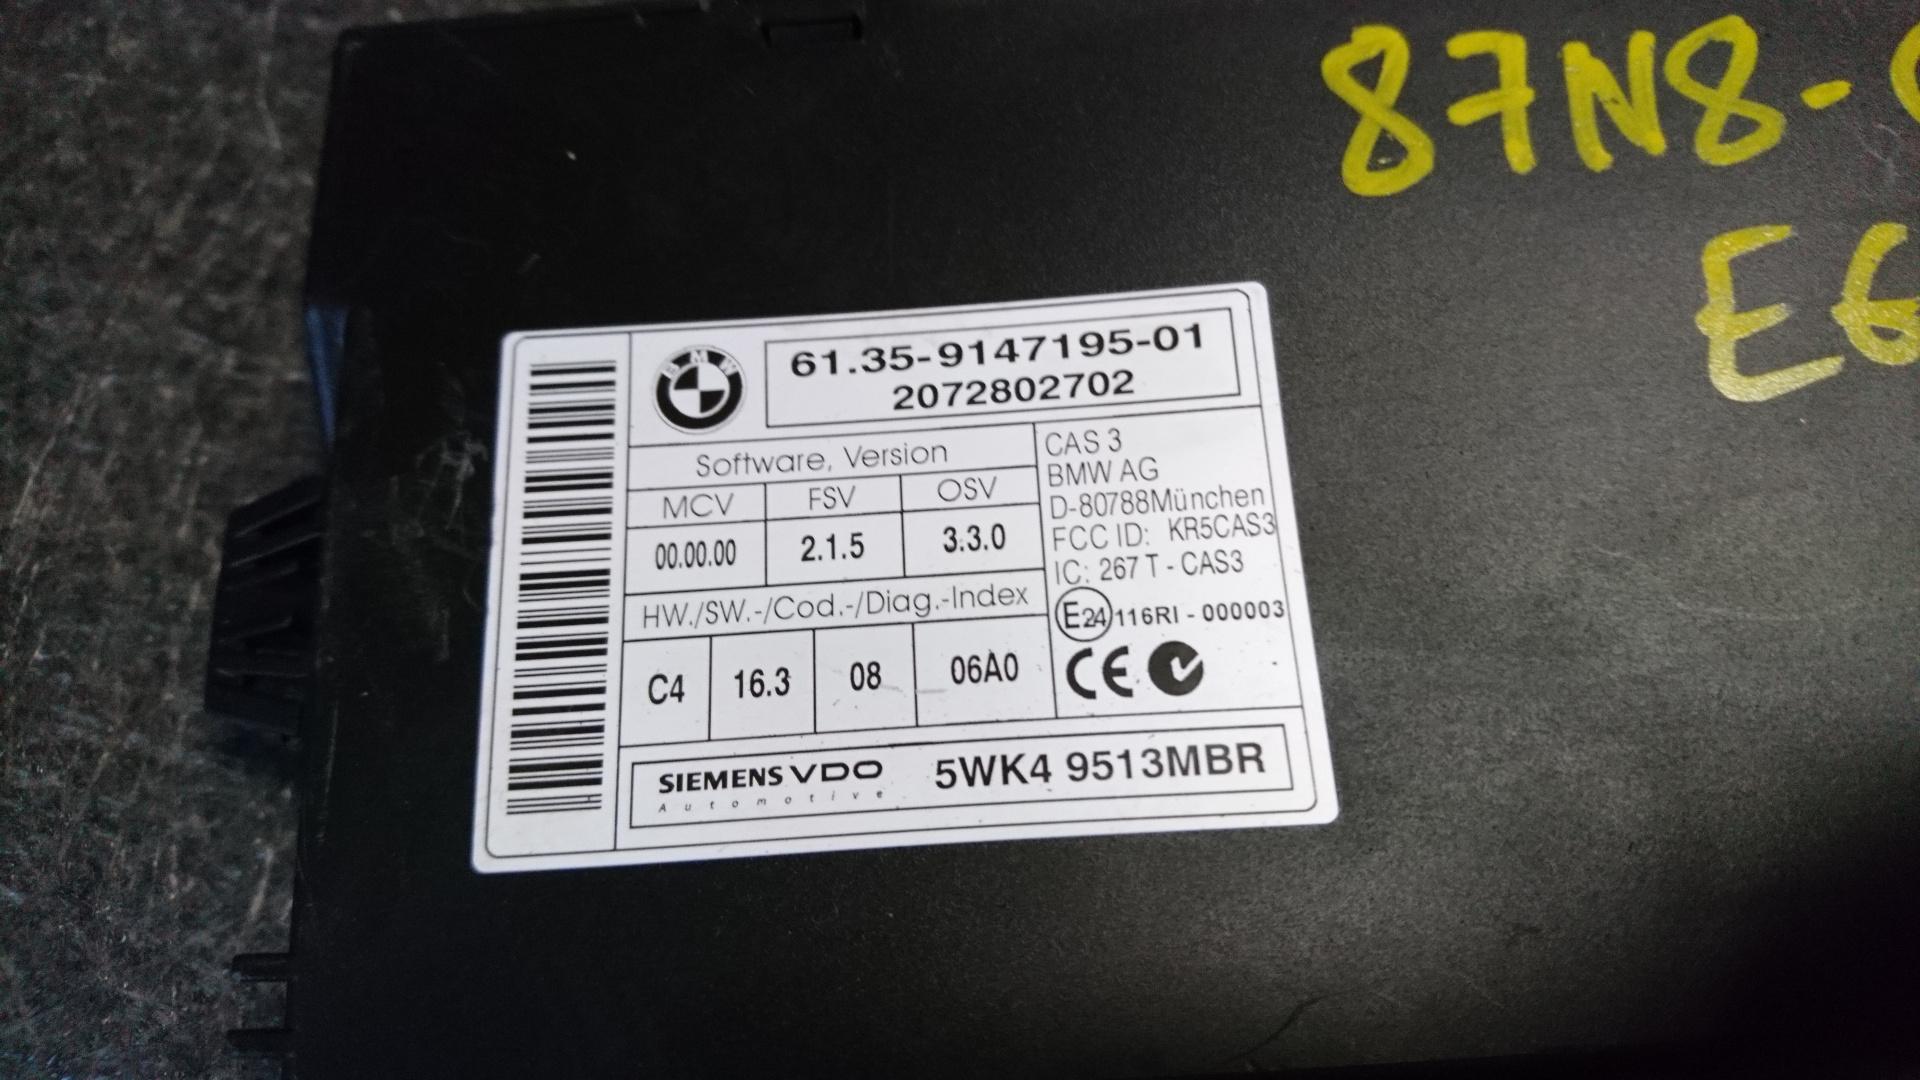 87N8-
E6
BMW
61.35-9147195-01
2072802702
Software, Version
MCV FSV OSV
00.00.00 2.1.5 3.3.0
HW./SW.-/Cod.-/Diag.-Index
C4 16.3 08 06A0
CAS 3
BMW AG
D-80788München
FCC ID: KR5CAS3
IC: 267 T - CAS3
E24 116RI - 000003
CE
SIEMENS VDO 5WK4 9513MBR
Automotive